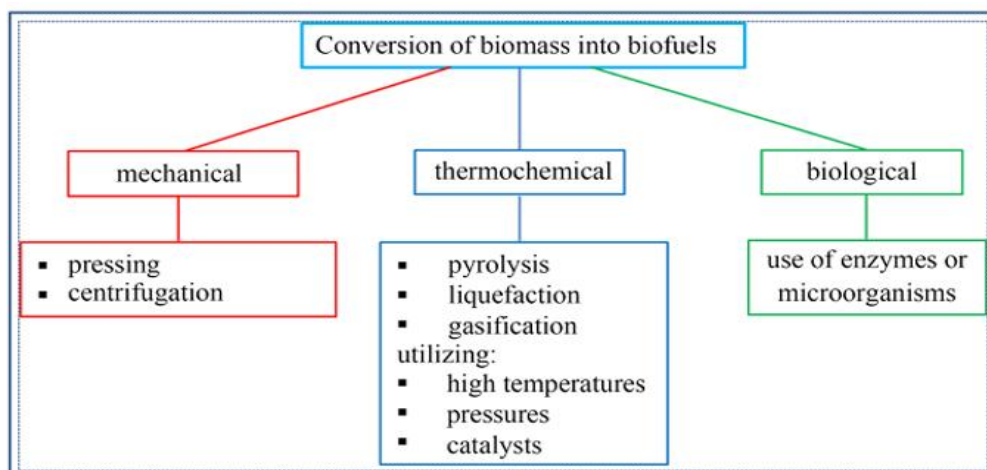 Conversion of biomass into biofuels
mechanical
thermochemical
biological
▪ pressing
▪ centrifugation
▪ pyrolysis
▪ liquefaction
▪ gasification
utilizing:
▪ high temperatures
▪ pressures
▪ catalysts
use of enzymes or
microorganisms